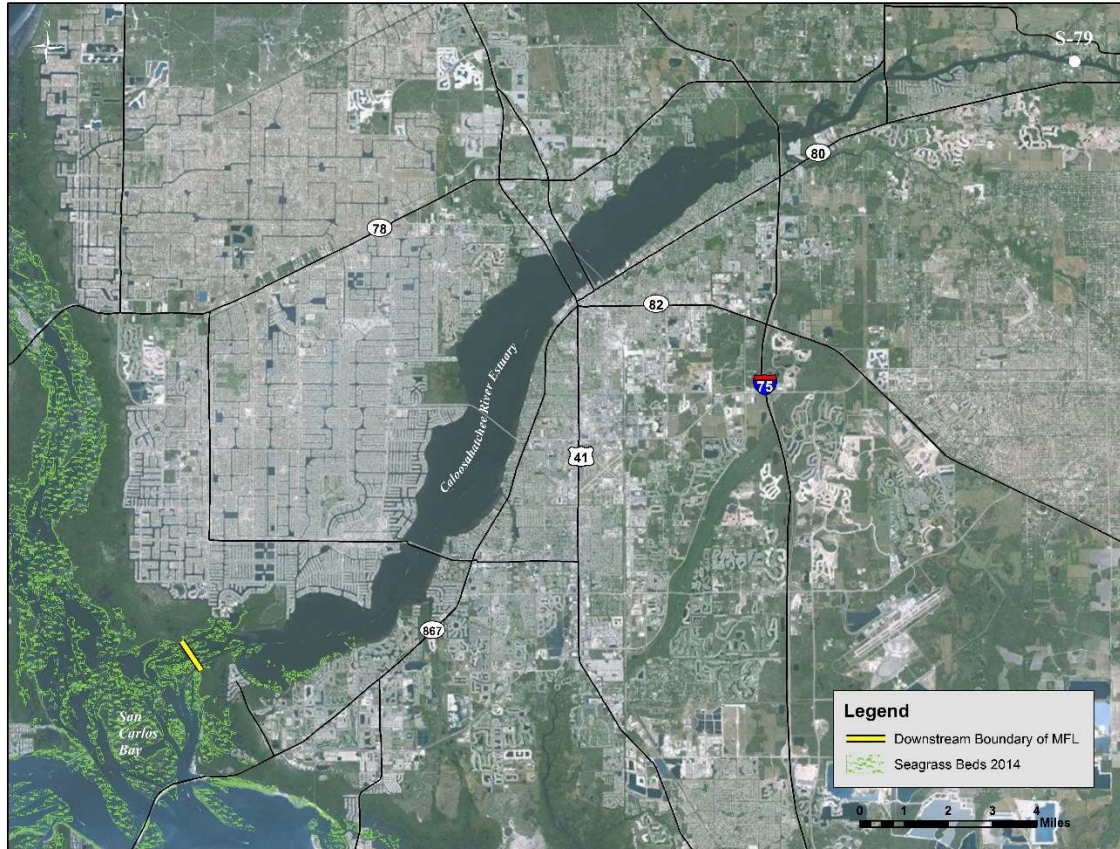 N
S-79
80
78
82
75
Caloosahatchee River Estuary
41
867
San
Carlos
Bay
Legend
Downstream Boundary of MFL
Seagrass Beds 2014
0 1 2 3 4
Miles